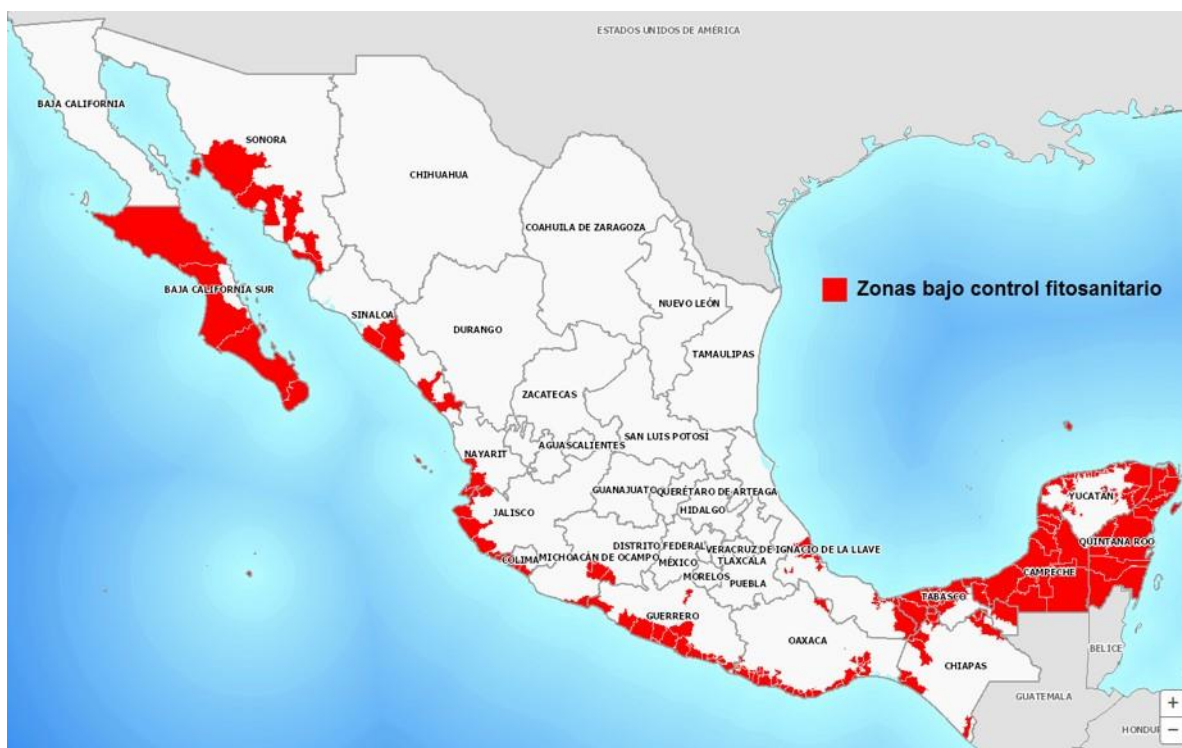 ESTADOS UNIDOS DE AMÉRICA
BAJA CALIFORNIA
SONORA
CHIHUAHUA
COAHUILA DE ZARAGOZA
BAJA CALIFORNIA SUR
Zonas bajo control fitosanitario
NUEVO LEÓN
SINALOA
DURANGO
TAMAULIPAS
ZACATECAS
SAN LUIS POTOSI
AGUASCALIENTES
NAYARIT
GUANAJUATO
QUERÉTARO DE ARTEAGA
YUCATÁN
JALISCO
HIDALGO
QUINTANA ROO
DISTRITO FEDERAL
COLIMA
MICHOACÁN DE OCAMPO
VERACRUZ DE IGNACIO DE LA LLAVE
MÉXICO
TLAXCALA
CAMPECHE
MORELOS
PUEBLA
TABASCO
GUERRERO
OAXACA
BELICE
CHIAPAS
GUATEMALA
+
HONDUR
−